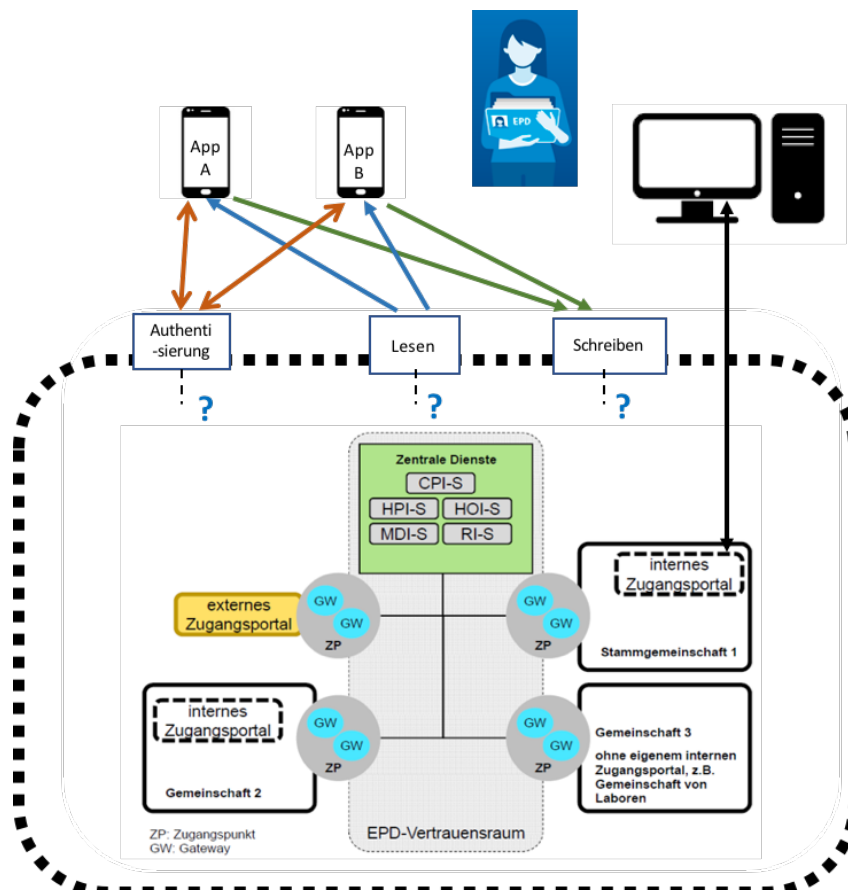 EPD
App
A
App
B
Authenti
-sierung
Lesen
Schreiben
?
?
?
Zentrale Dienste
CPI-S
HPI-S
HOI-S
MDI-S
RI-S
internes
Zugangsportal
Stammgemeinschaft 1
externes
Zugangsportal
GW
GW
ZP
GW
GW
ZP
internes
Zugangsportal
Gemeinschaft 2
GW
GW
ZP
GW
GW
ZP
Gemeinschaft 3
ohne eigenem internen
Zugangsportal, z.B.
Gemeinschaft von
Laboren
EPD-Vertrauensraum
ZP: Zugangspunkt
GW: Gateway